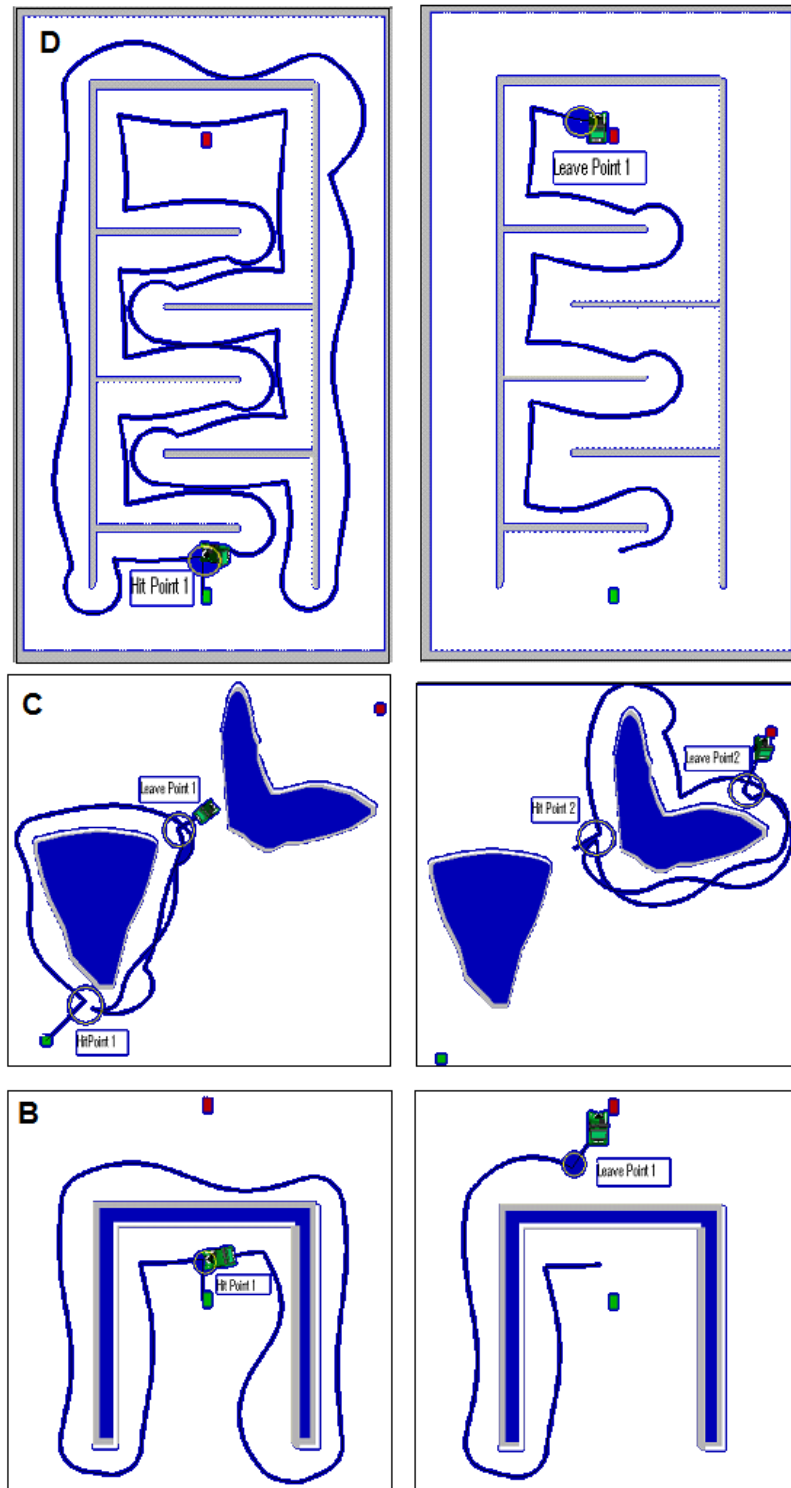 D
Leave Point 1
Hit Point 1
C
Leave Point 1
HitPoint 1
Leave Point2
Hit Point 2
B
Hit Point 1
Leave Point 1